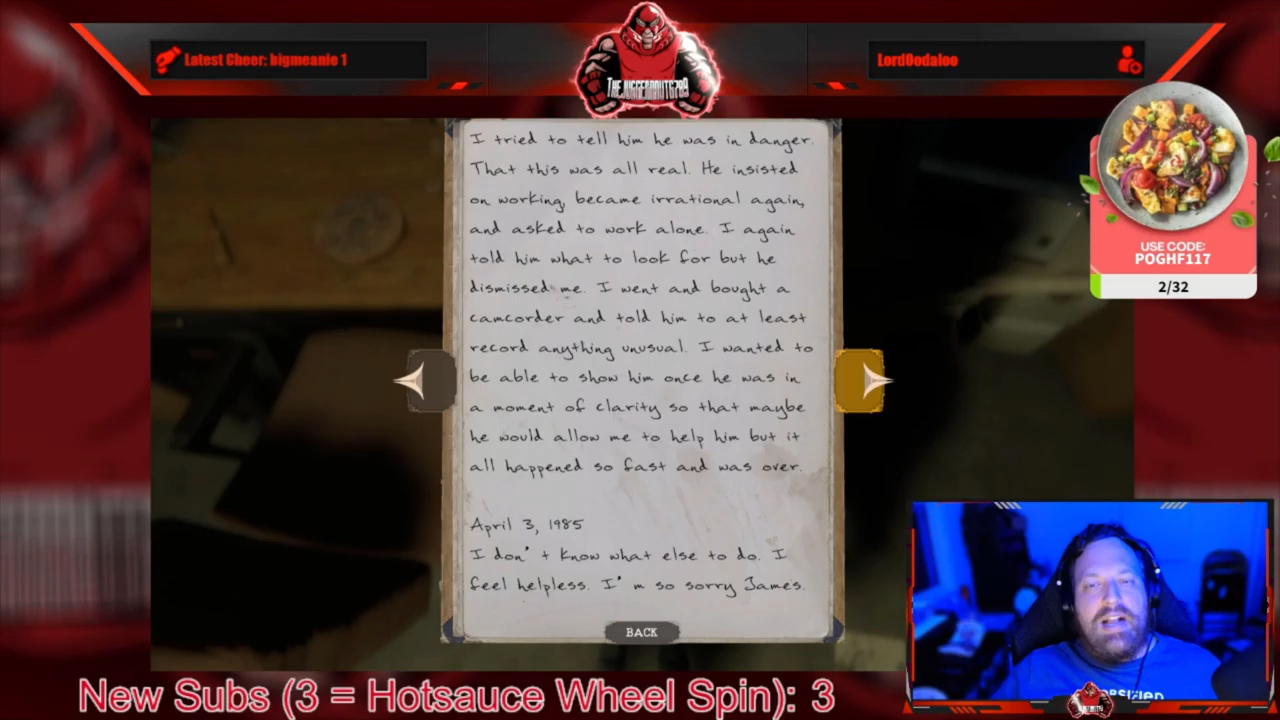 Latest Cheer: bigmeanie 1
THEJUGGERNAUT6789
LordOodaloo
I tried to tell him he was in danger.
That this was all real. He insisted
on working, became irrational again,
and asked to work alone. I again
told him what to look for but he
dismissed me. I went and bought a
camcorder and told him to at least
record anything unusual. I wanted to
be able to show him once he was in
a moment of clarity so that maybe
he would allow me to help him but it
all happened so fast and was over.
April 3, 1985
I don't know what else to do. I
feel helpless. I'm so sorry James.
BACK
USE CODE:
POGHF117
2/32
New Subs (3 = Hotsauce Wheel Spin): 3